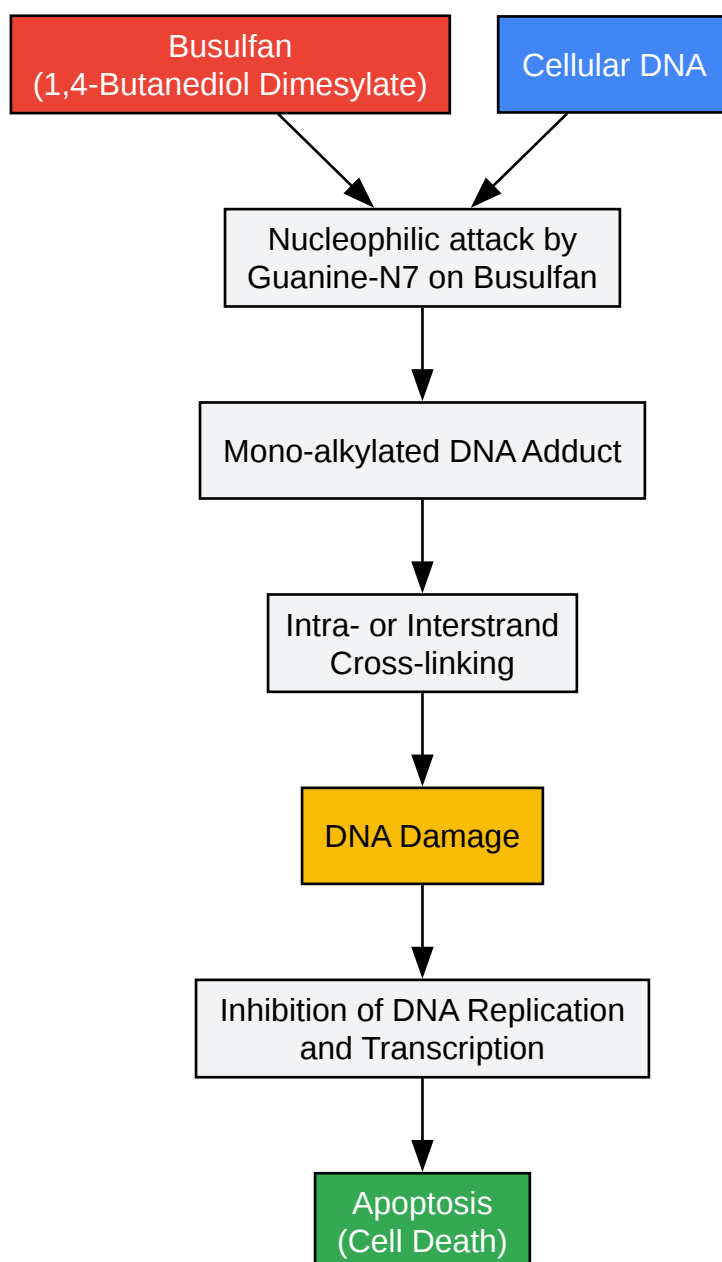 Busulfan
(1,4-Butanediol Dimesylate)
Cellular DNA
Nucleophilic attack by
Guanine-N7 on Busulfan
Mono-alkylated DNA Adduct
Intra- or Interstrand
Cross-linking
DNA Damage
Inhibition of DNA Replication
and Transcription
Apoptosis
(Cell Death)